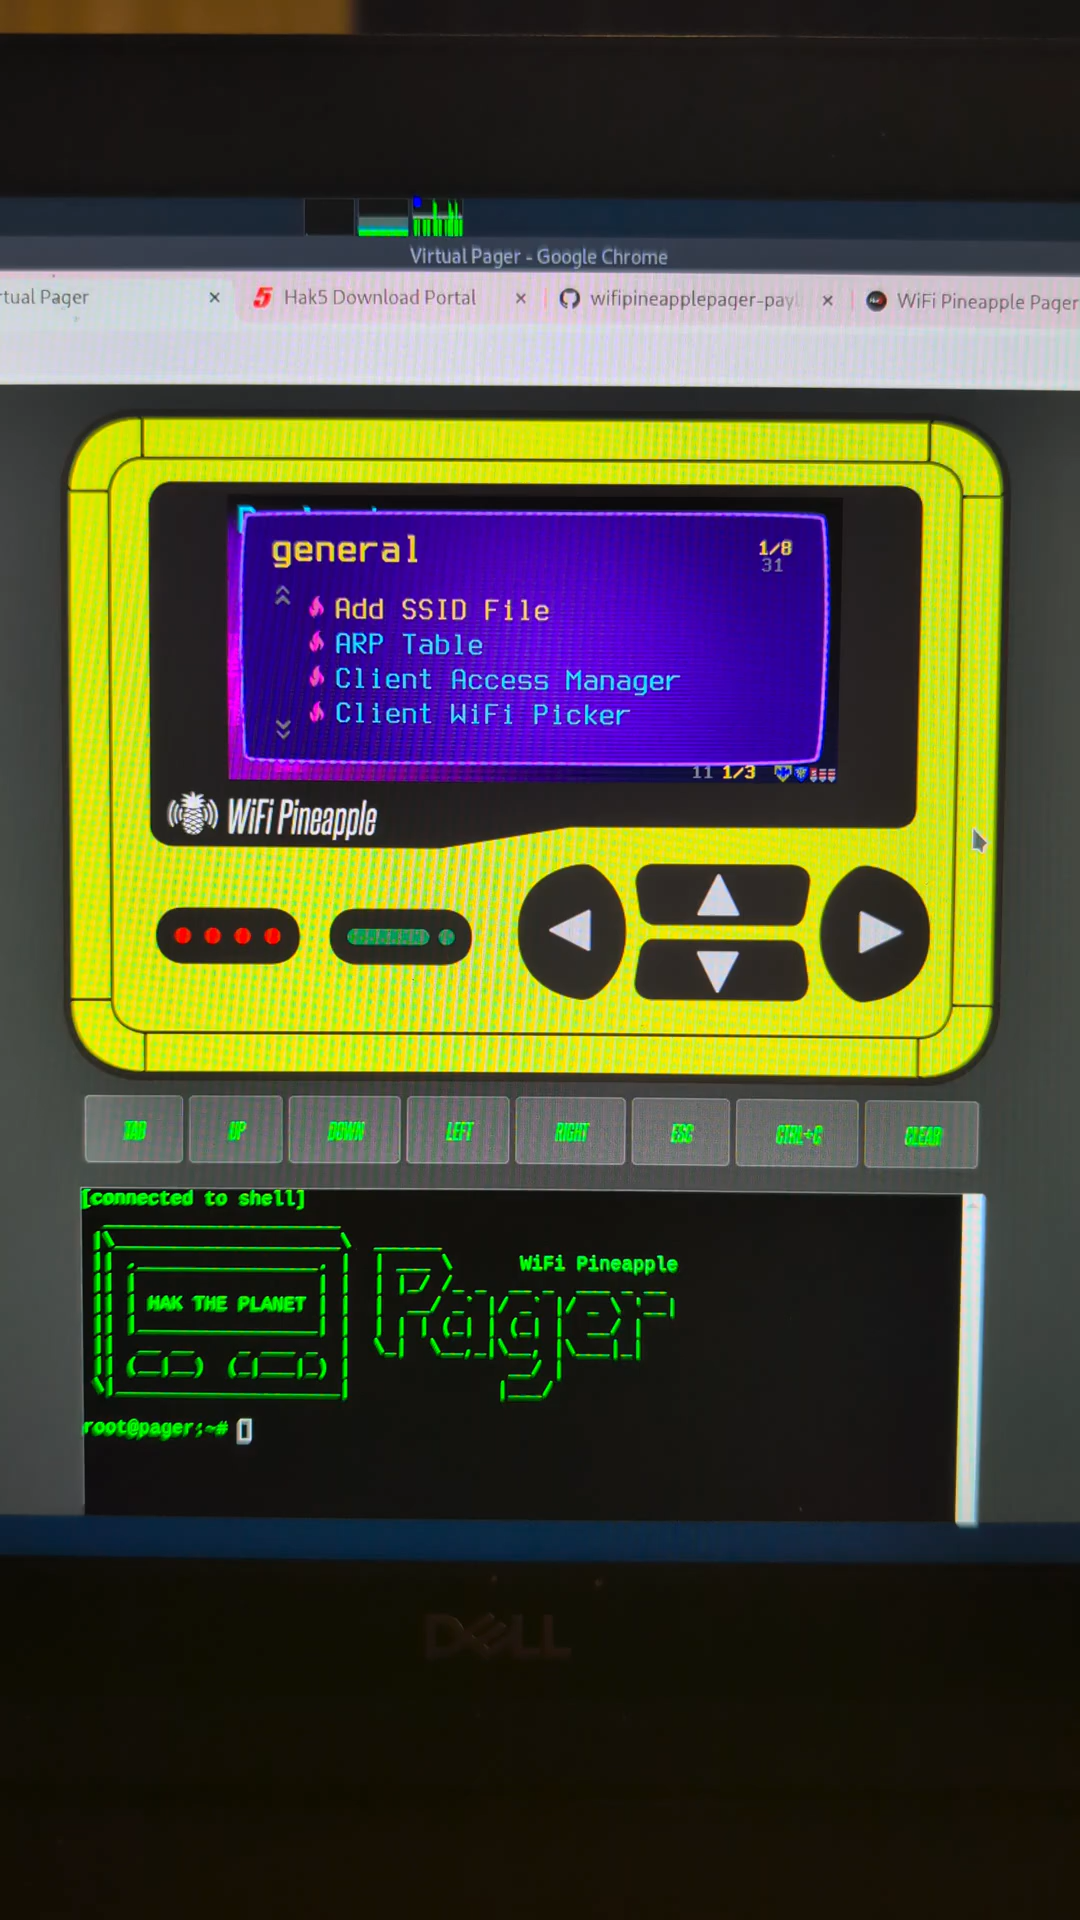 Virtual Pager - Google Chrome
rtual Pager
Hak5 Download Portal
wifipineapplepager-payl
WiFi Pineapple Pager
general
1/8
31
Add SSID File
ARP Table
Client Access Manager
Client WiFi Picker
11 1/3
WiFi Pineapple
TAB UP DOWN LEFT RIGHT ESC CTRL+C CLEAR
[connected to shell]
WiFi Pineapple
HAK THE PLANET
Pager
root@pager:~#
DELL